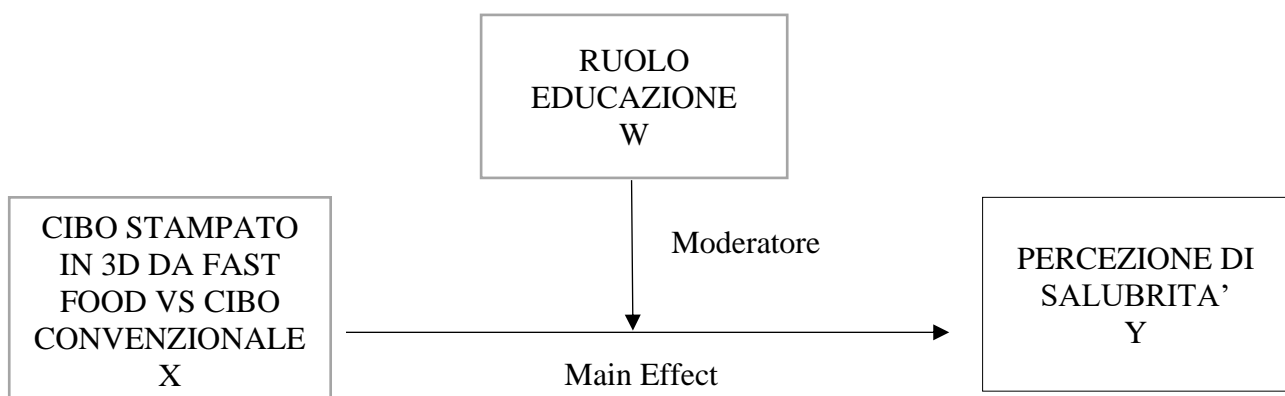 RUOLO
EDUCAZIONE
W
CIBO STAMPATO
IN 3D DA FAST
FOOD VS CIBO
CONVENZIONALE
X
Moderatore
Main Effect
PERCEZIONE DI
SALUBRITA’
Y